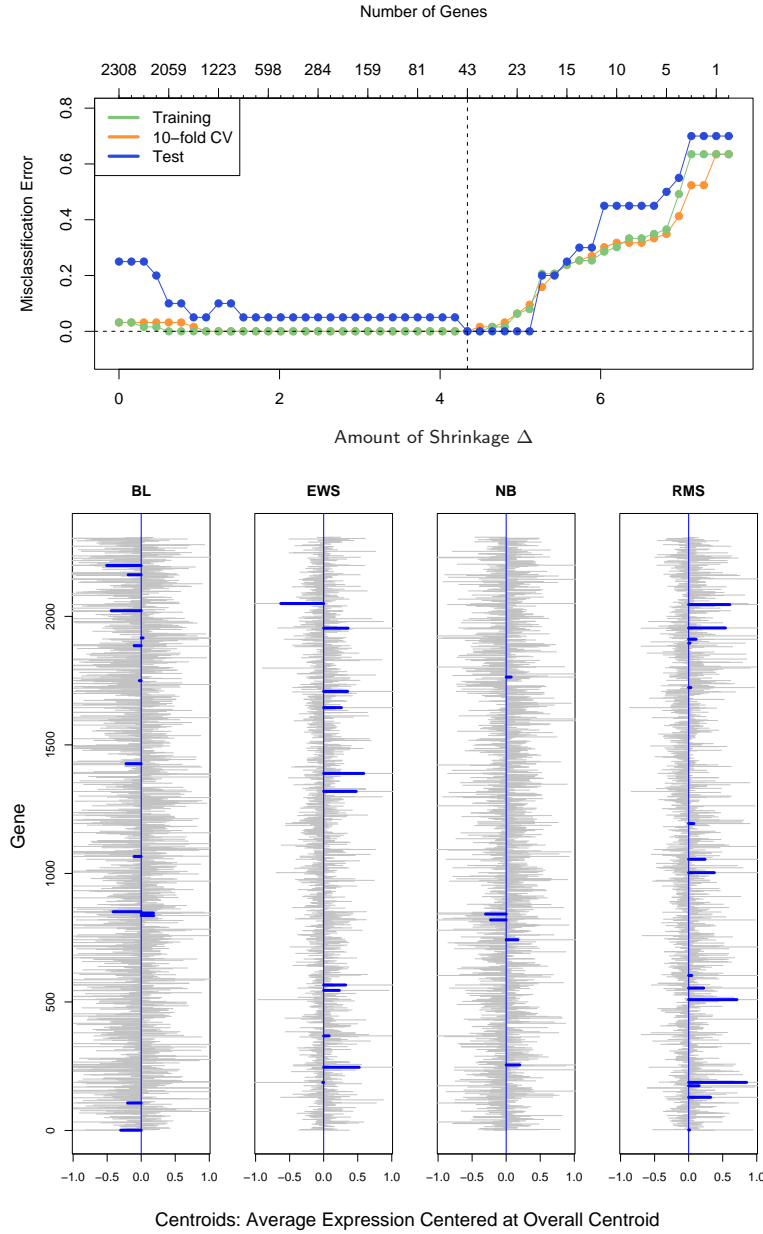 Number of Genes
2308 2059 1223 598 284 159 81 43 23 15 10 5 1
Misclassification Error
0.8
0.6
0.4
0.2
0.0
Training
10−fold CV
Test
0 2 4 6
Amount of Shrinkage Δ
BL EWS NB RMS
Gene
2000
1500
1000
500
0
−1.0 −0.5 0.0 0.5 1.0 −1.0 −0.5 0.0 0.5 1.0 −1.0 −0.5 0.0 0.5 1.0 −1.0 −0.5 0.0 0.5 1.0
Centroids: Average Expression Centered at Overall Centroid